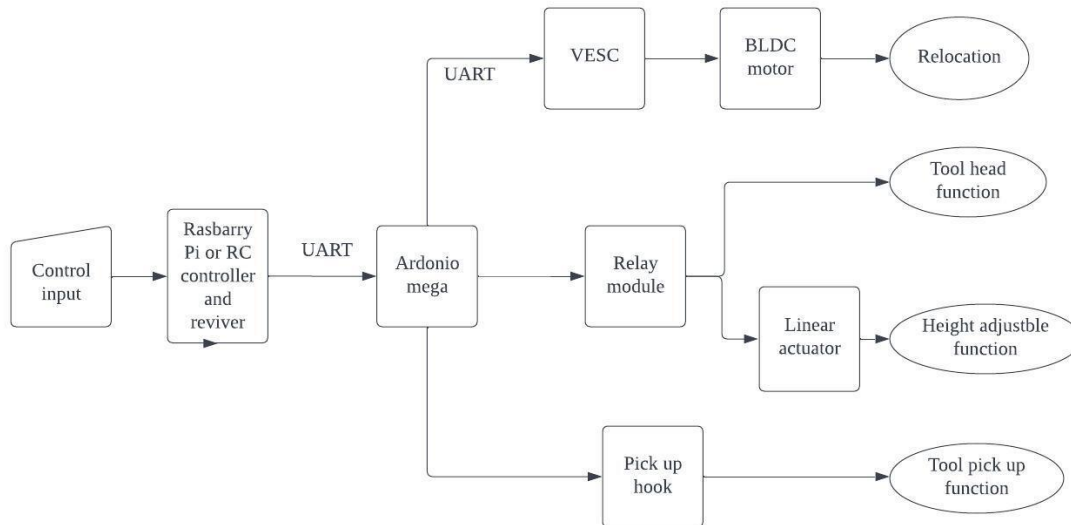 VESC
BLDC
motor
Relocation
UART
Tool head
function
Rasbarry
Pi or RC
controller
and
reviver
UART
Control
input
Ardonio
mega
Relay
module
Linear
actuator
Height adjustble
function
Pick up
hook
Tool pick up
function